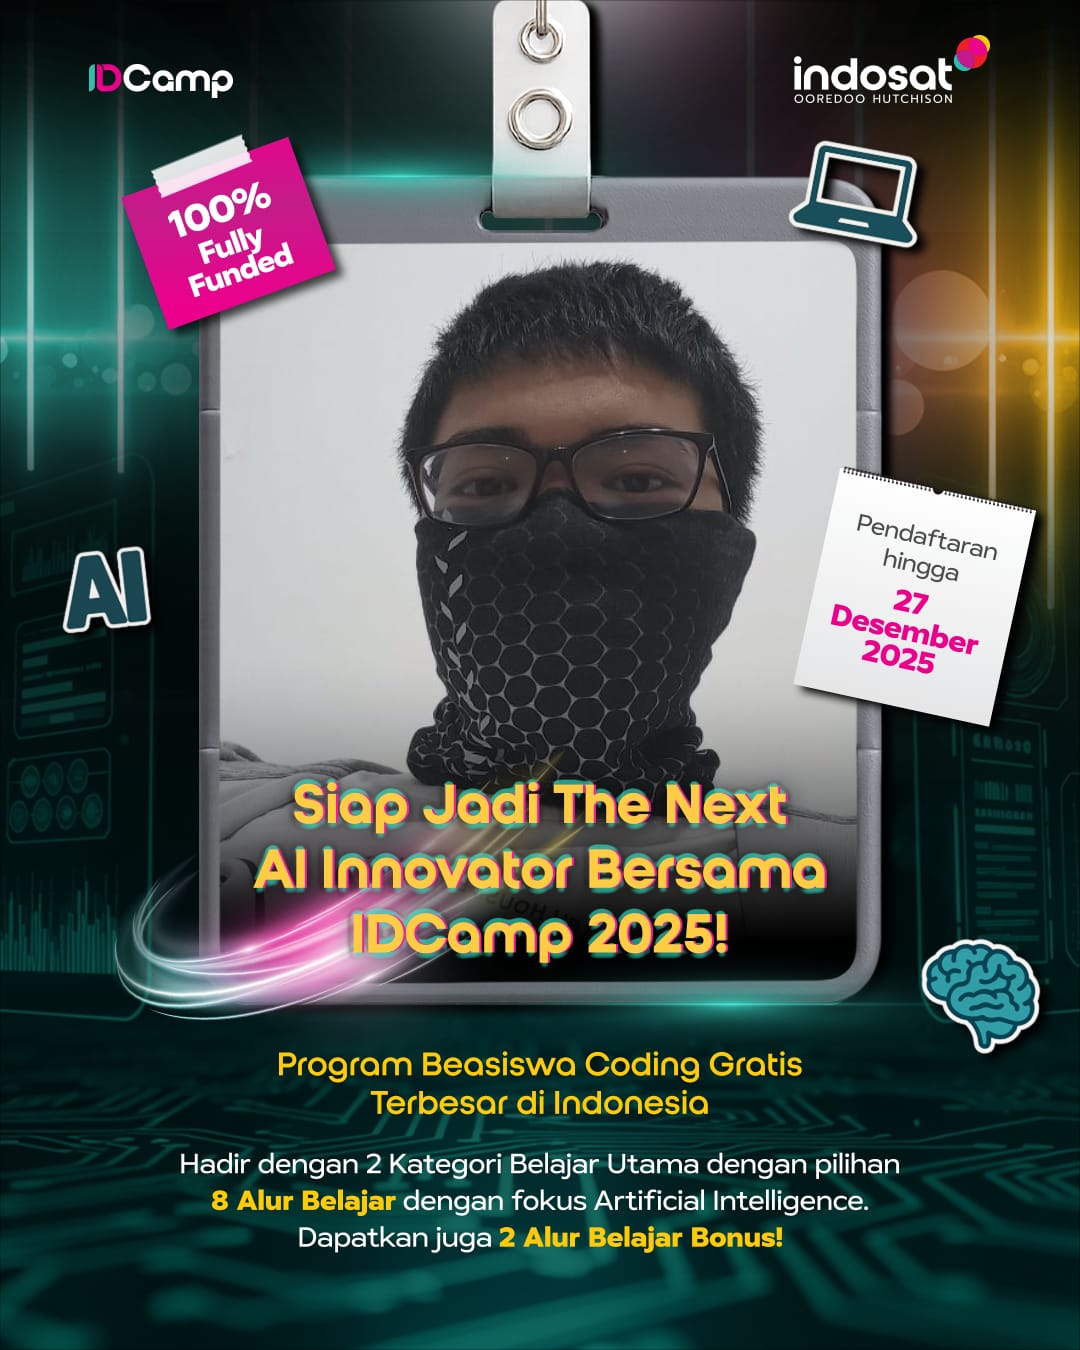 IDCamp
indosat
OOREDOO HUTCHISON
100%
Fully
Funded
AI
Pendaftaran
hingga
27
Desember
2025
Siap Jadi The Next
AI Innovator Bersama
IDCamp 2025!
Program Beasiswa Coding Gratis
Terbesar di Indonesia
Hadir dengan 2 Kategori Belajar Utama dengan pilihan
8 Alur Belajar dengan fokus Artificial Intelligence.
Dapatkan juga 2 Alur Belajar Bonus!